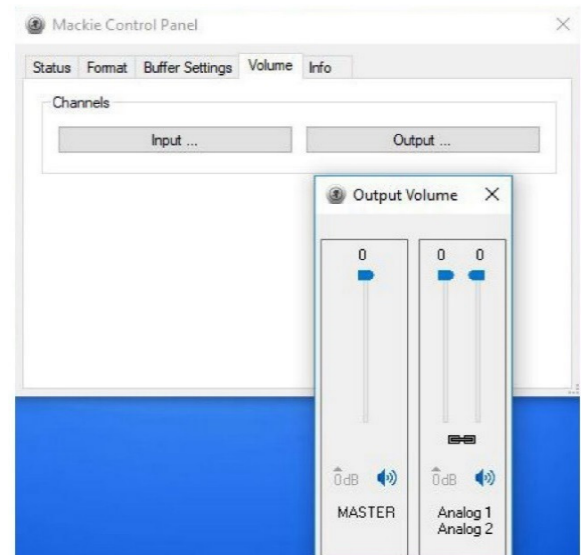 Mackie Control Panel
Status Format Buffer Settings Volume Info
Channels
Input ... Output ...
Output Volume
0 0 0
0dB 0dB
MASTER Analog 1
Analog 2